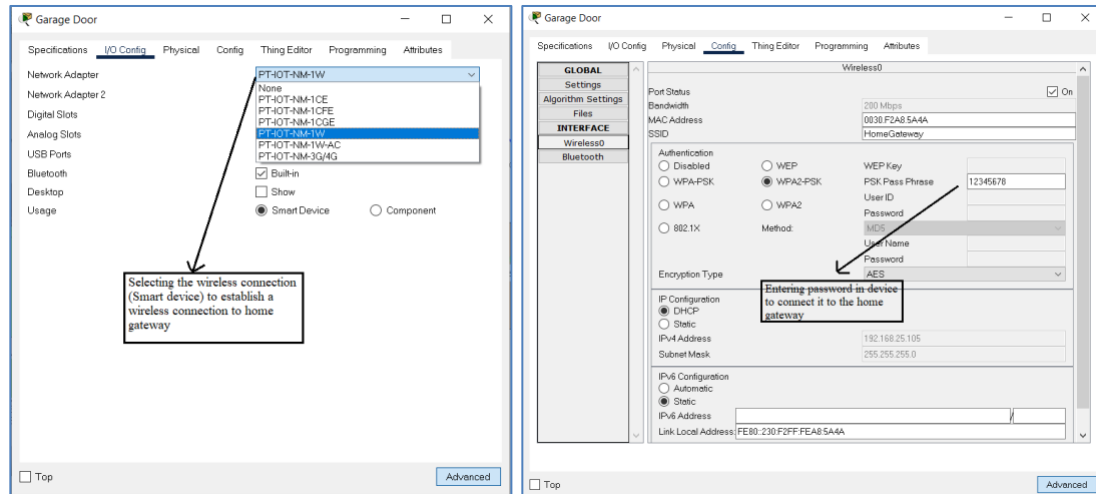 Garage Door
Specifications I/O Config Physical Config Thing Editor Programming Attributes
Network Adapter PT-IOT-NM-1W
None
Network Adapter 2 PT-IOT-NM-1CE
PT-IOT-NM-1CFE
Digital Slots PT-IOT-NM-1CGE
Analog Slots PT-IOT-NM-1W
PT-IOT-NM-1W-AC
USB Ports PT-IOT-NM-3G/4G
Bluetooth Built-in
Desktop Show
Usage Smart Device Component
Selecting the wireless connection
(Smart device) to establish a
wireless connection to home
gateway
Top Advanced
Garage Door
Specifications I/O Config Physical Config Thing Editor Programming Attributes
GLOBAL
Settings
Algorithm Settings
Files
INTERFACE
Wireless0
Bluetooth
Wireless0
Port Status On
Bandwidth 280 Mbps
MAC Address 0030.F2A8.5A4A
SSID HomeGateway
Authentication
Disabled WEP WEP Key
WPA-PSK WPA2-PSK PSK Pass Phrase 12345678
User ID
WPA WPA2 Password
802.1X Method: MD5
User Name
Password
Encryption Type AES
Entering password in device
to connect it to the home
gateway
IP Configuration
DHCP
Static
IPv4 Address 192.168.25.105
Subnet Mask 255.255.255.0
IPv6 Configuration
Automatic
Static
IPv6 Address /
Link Local Address: FE80::230:F2FF:FEA8:5A4A
Top Advanced